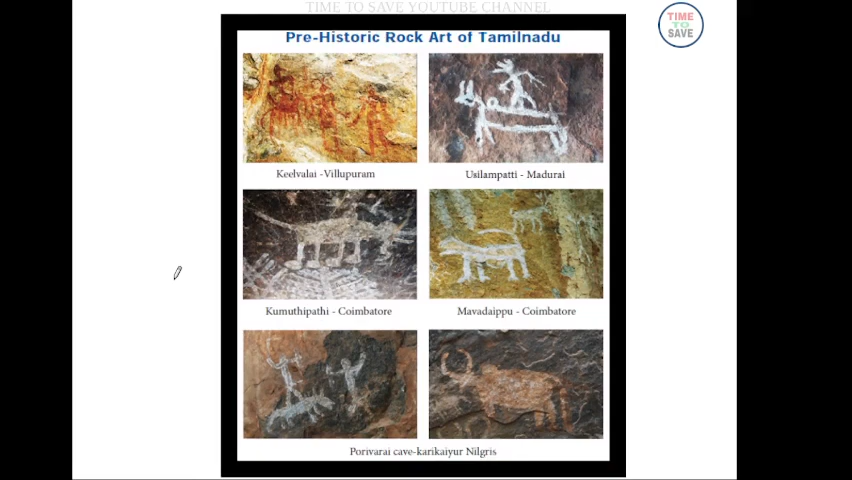 TIME TO SAVE YOUTUBE CHANNEL
TIME
TO
SAVE
Pre-Historic Rock Art of Tamilnadu
Keelvalai -Villupuram
Usilampatti - Madurai
Kumuthipathi - Coimbatore
Mavadaippu - Coimbatore
Porivarai cave-karikaiyur Nilgris